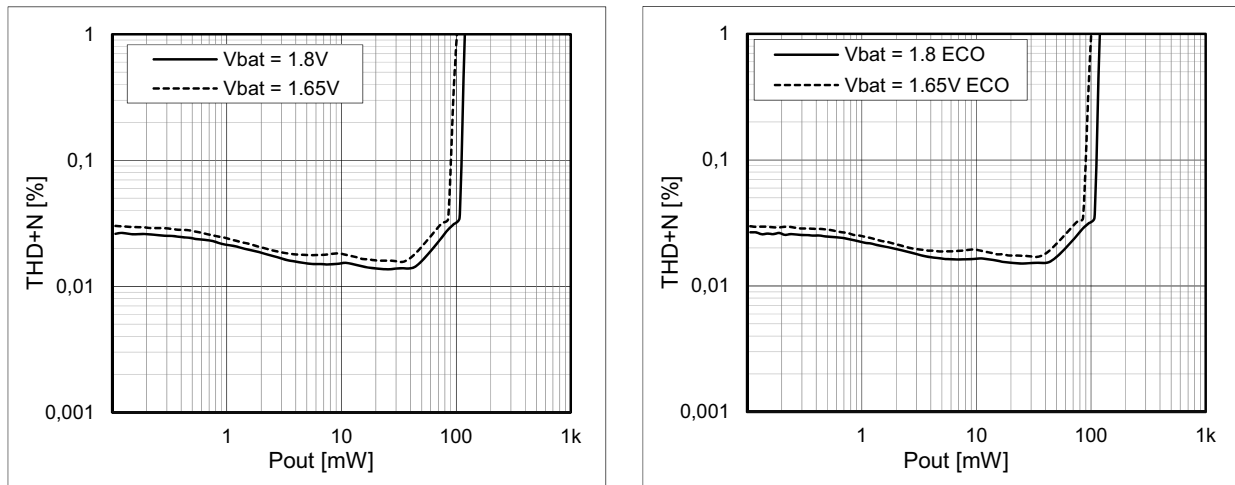 1
Vbat = 1.8V
Vbat = 1.65V
0,1
THD+N [%]
0,01
0,001
1 10 100 1k
Pout [mW]
1
Vbat = 1.8 ECO
Vbat = 1.65V ECO
0,1
THD+N [%]
0,01
0,001
1 10 100 1k
Pout [mW]